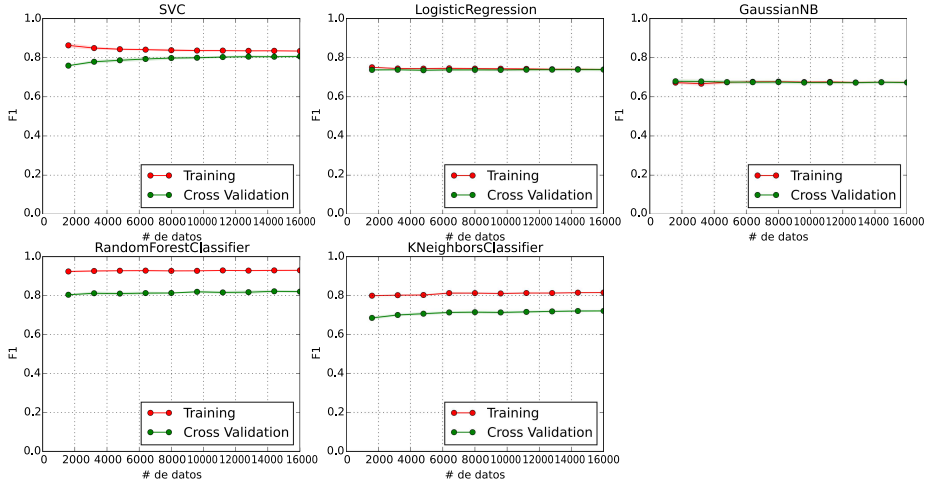 SVC
1.0
0.8
0.6
0.4
0.2
0.0
F1
0 2000 4000 6000 8000 10000 12000 14000 16000
# de datos
Training
Cross Validation
LogisticRegression
1.0
0.8
0.6
0.4
0.2
0.0
F1
0 2000 4000 6000 8000 10000 12000 14000 16000
# de datos
Training
Cross Validation
GaussianNB
1.0
0.8
0.6
0.4
0.2
0.0
F1
0 2000 4000 6000 8000 10000 12000 14000 16000
# de datos
Training
Cross Validation
RandomForestClassifier
1.0
0.8
0.6
0.4
0.2
0.0
F1
0 2000 4000 6000 8000 10000 12000 14000 16000
# de datos
Training
Cross Validation
KNeighborsClassifier
1.0
0.8
0.6
0.4
0.2
0.0
F1
0 2000 4000 6000 8000 10000 12000 14000 16000
# de datos
Training
Cross Validation